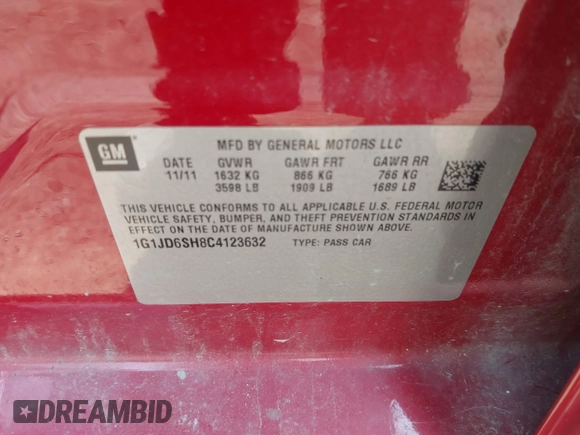 GM
MFD BY GENERAL MOTORS LLC
DATE GVWR GAWR FRT GAWR RR
11/11 1632 KG 866 KG 766 KG
3598 LB 1909 LB 1689 LB
THIS VEHICLE CONFORMS TO ALL APPLICABLE U.S. FEDERAL MOTOR
VEHICLE SAFETY, BUMPER, AND THEFT PREVENTION STANDARDS IN
EFFECT ON THE DATE OF MANUFACTURE SHOWN ABOVE.
1G1JD6SH8C4123632 TYPE: PASS CAR
DREAMBID